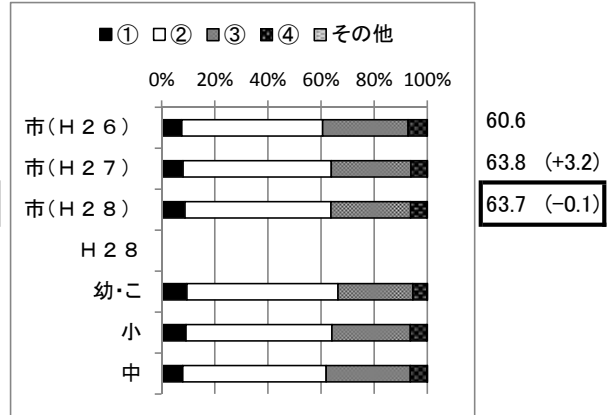 ■① □② ■③ ■④ □その他
0% 20% 40% 60% 80% 100%
市(H26) 60.6
市(H27) 63.8 (+3.2)
市(H28) 63.7 (-0.1)
H28
幼・こ
小
中